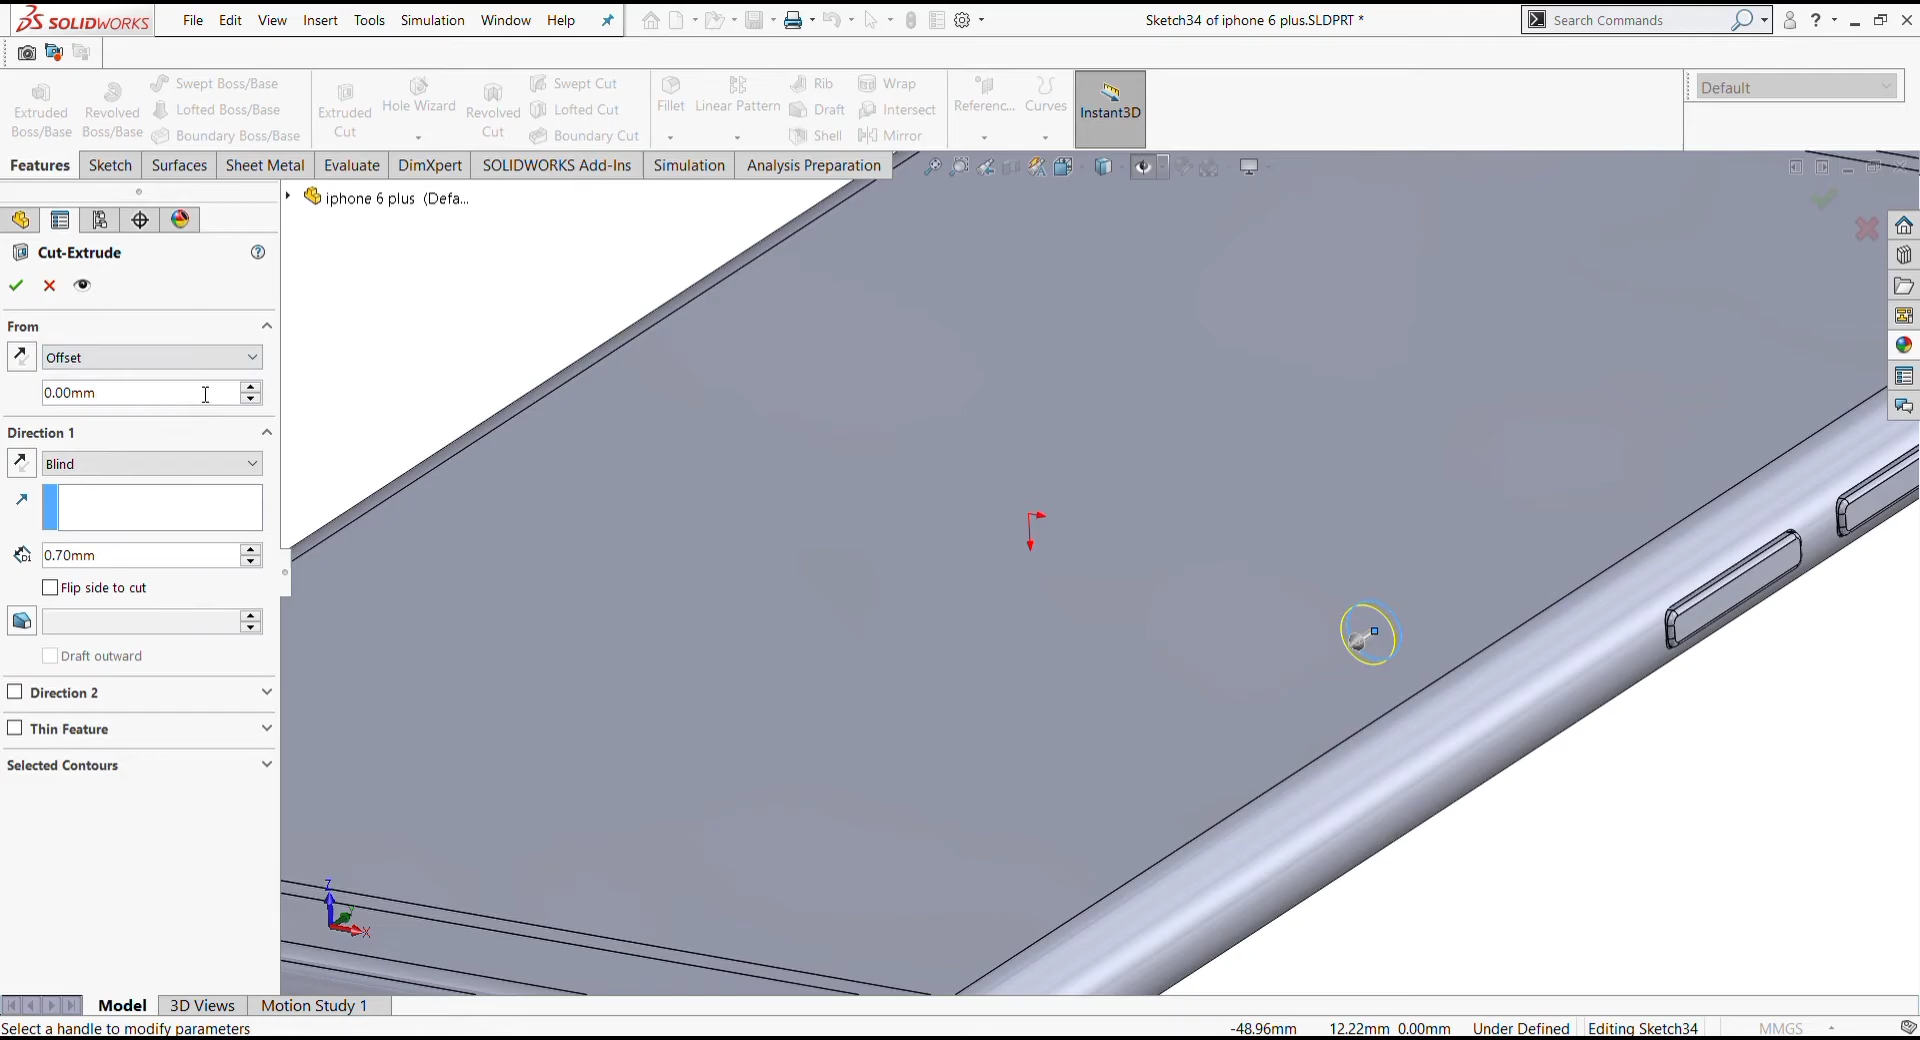 SOLIDWORKS
File Edit View Insert Tools Simulation Window Help
Sketch34 of iphone 6 plus.SLDPRT *
Search Commands
Extruded Boss/Base
Revolved Boss/Base
Swept Boss/Base
Lofted Boss/Base
Boundary Boss/Base
Extruded Cut
Hole Wizard
Revolved Cut
Swept Cut
Lofted Cut
Boundary Cut
Fillet
Linear Pattern
Rib
Draft
Shell
Wrap
Intersect
Mirror
Referenc...
Curves
Instant3D
Default
Features Sketch Surfaces Sheet Metal Evaluate DimXpert SOLIDWORKS Add-Ins Simulation Analysis Preparation
iphone 6 plus (Defa...
Cut-Extrude
From
Offset
0.00mm
Direction 1
Blind
D1
0.70mm
Flip side to cut
Draft outward
Direction 2
Thin Feature
Selected Contours
Z
Y
X
Model 3D Views Motion Study 1
Select a handle to modify parameters
-48.96mm 12.22mm 0.00mm Under Defined Editing Sketch34 MMGS